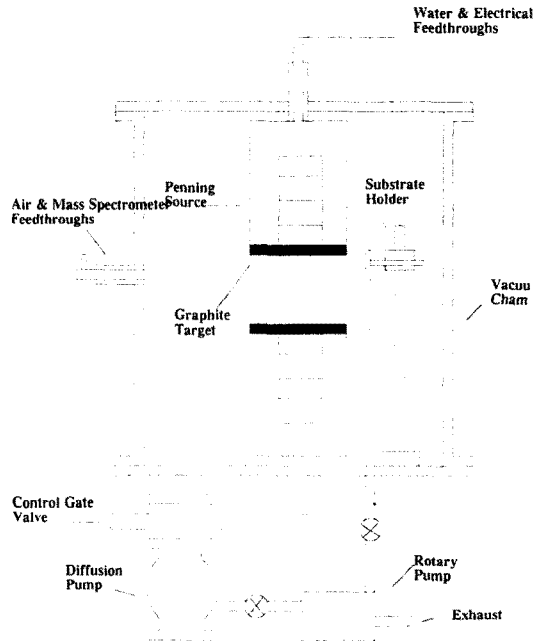 Water & Electrical
Feedthroughs
Penning
Source
Substrate
Holder
Air & Mass Spectrometer
Feedthroughs
Graphite
Target
Vacuu
Cham
Control Gate
Valve
Diffusion
Pump
Rotary
Pump
Exhaust